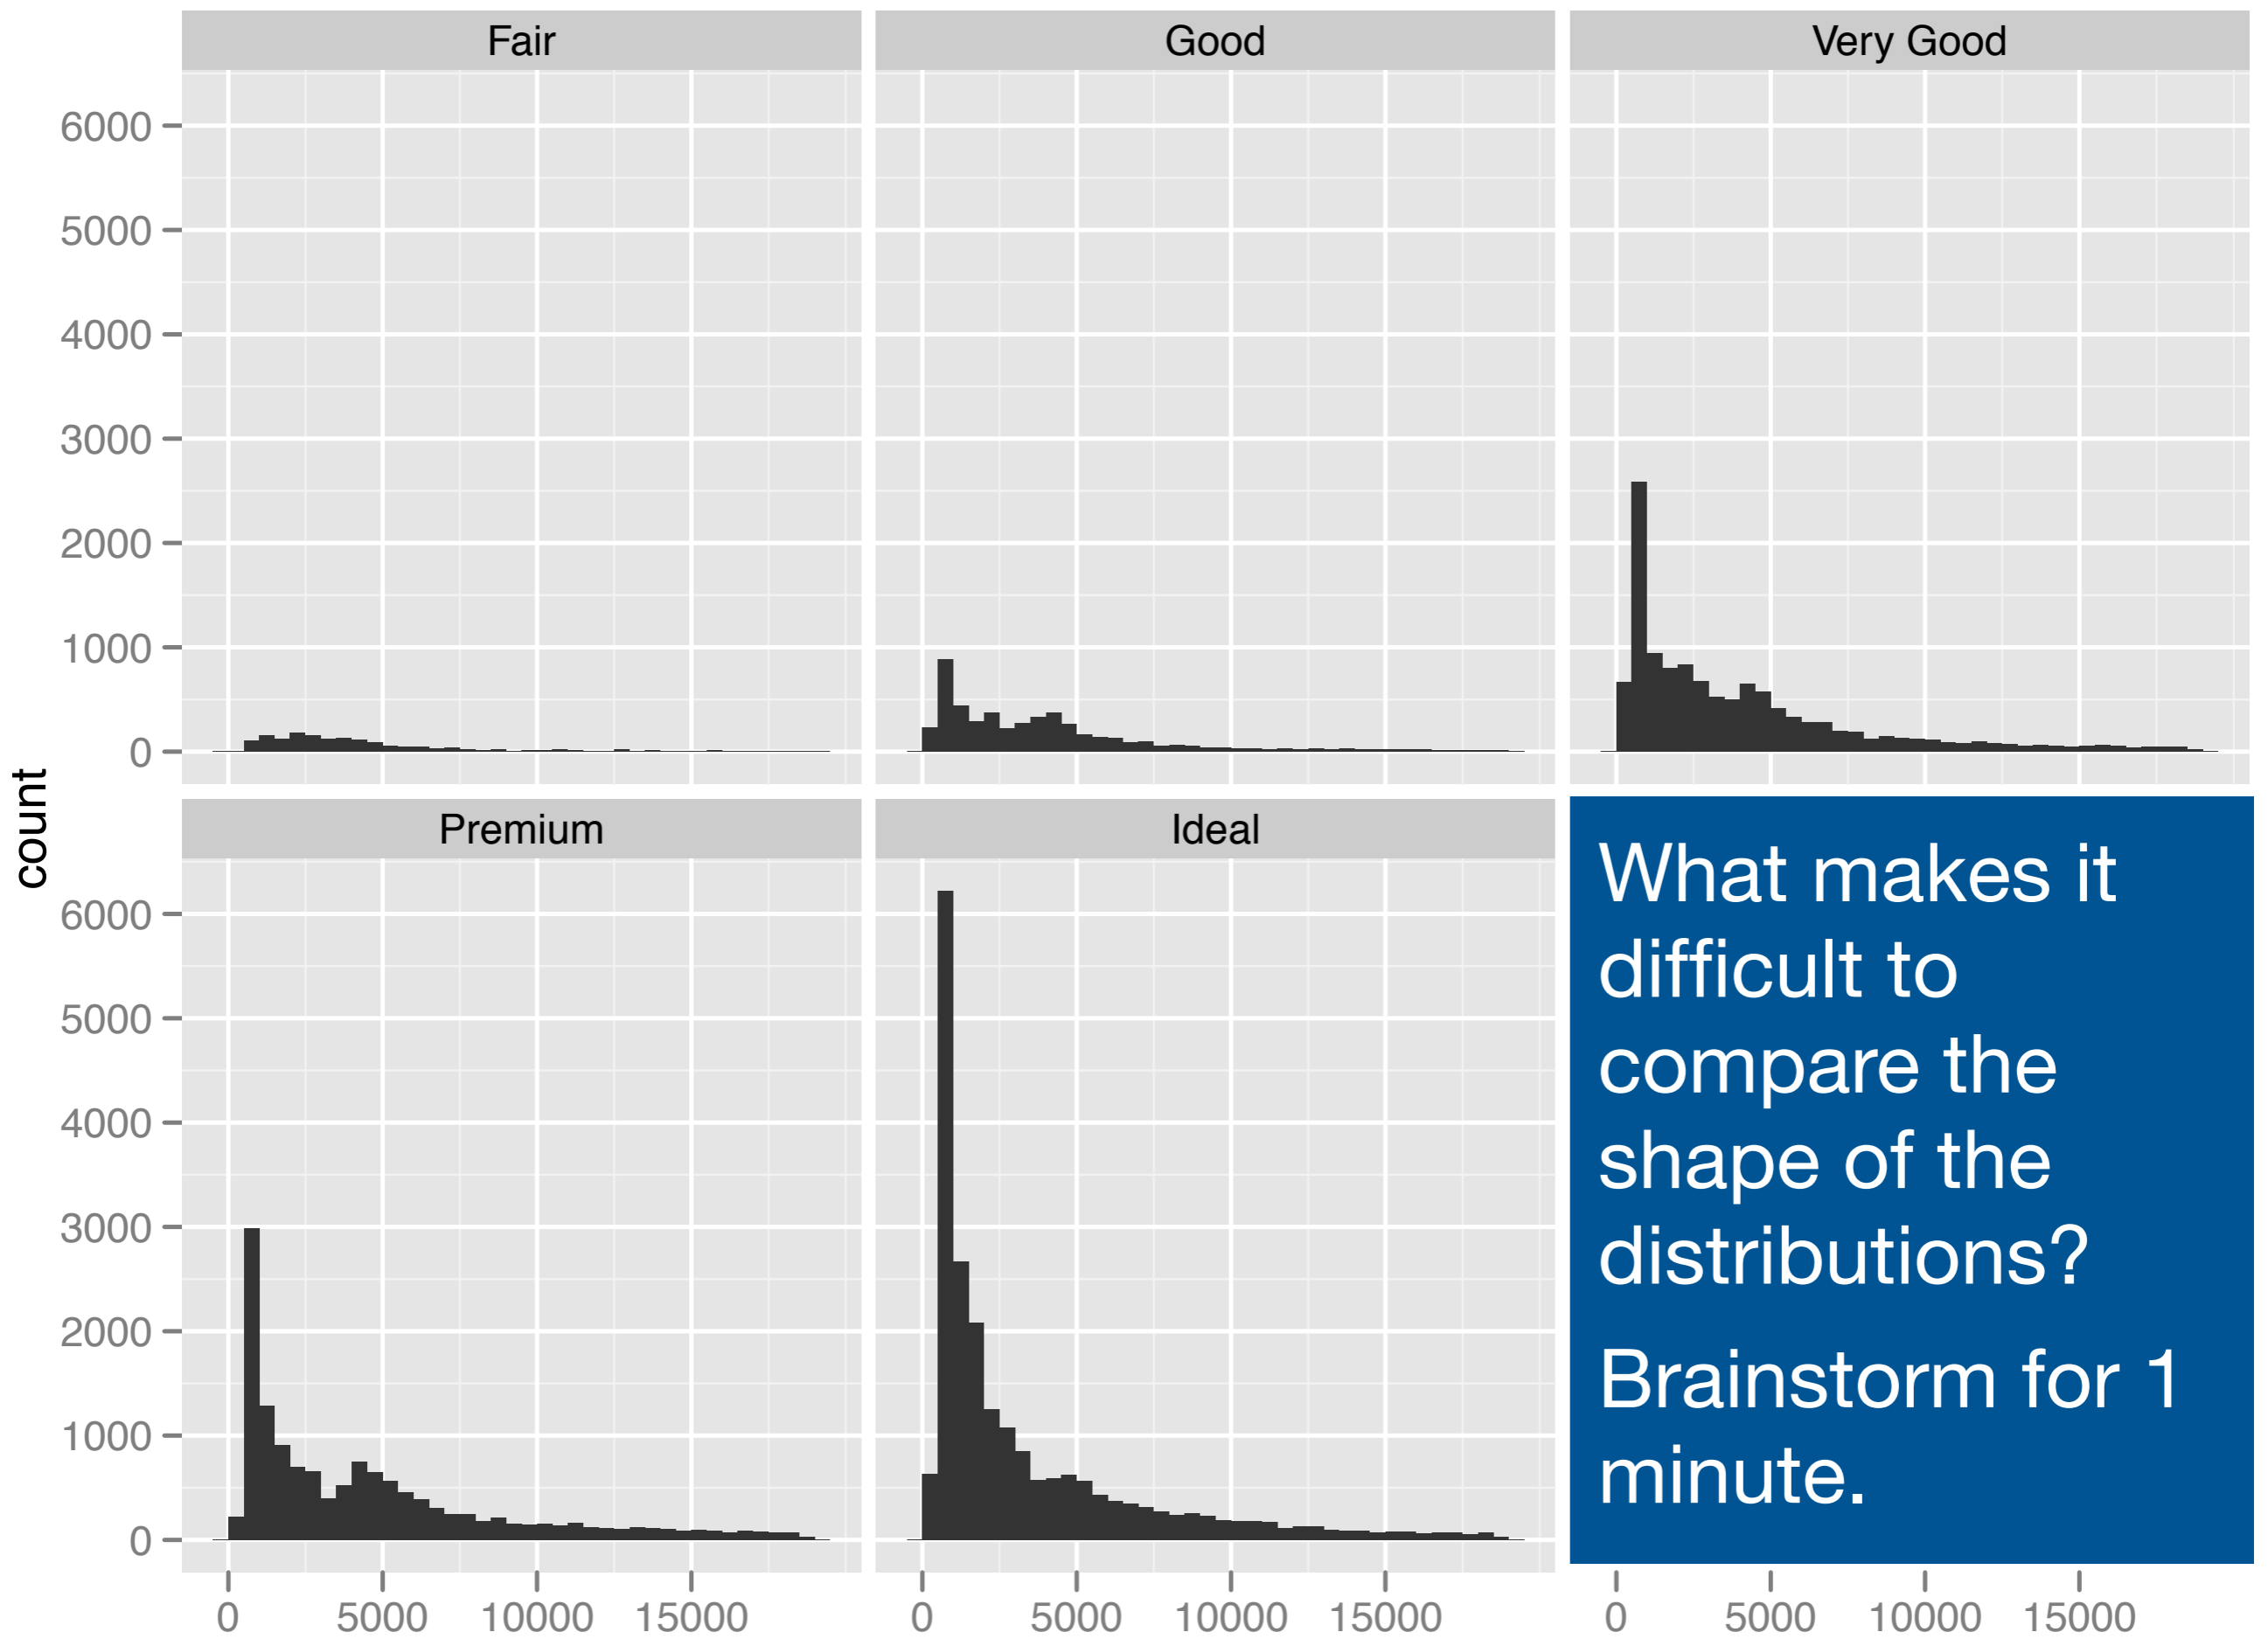 Fair
Good
Very Good
6000
5000
4000
3000
2000
1000
0
count
Premium
Ideal
6000
5000
4000
3000
2000
1000
0
What makes it
difficult to
compare the
shape of the
distributions?
Brainstorm for 1
minute.
0 5000 10000 15000
0 5000 10000 15000
0 5000 10000 15000